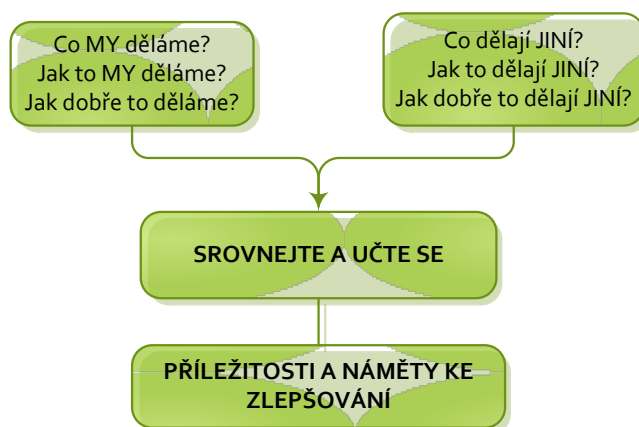 Co MY děláme?
Jak to MY děláme?
Jak dobře to děláme?
Co dělají JINÍ?
Jak to dělají JINÍ?
Jak dobře to dělají JINÍ?
SROVNEJTE A UČTE SE
PŘÍLEŽITOSTI A NÁMĚTY KE
ZLEPŠOVÁNÍ